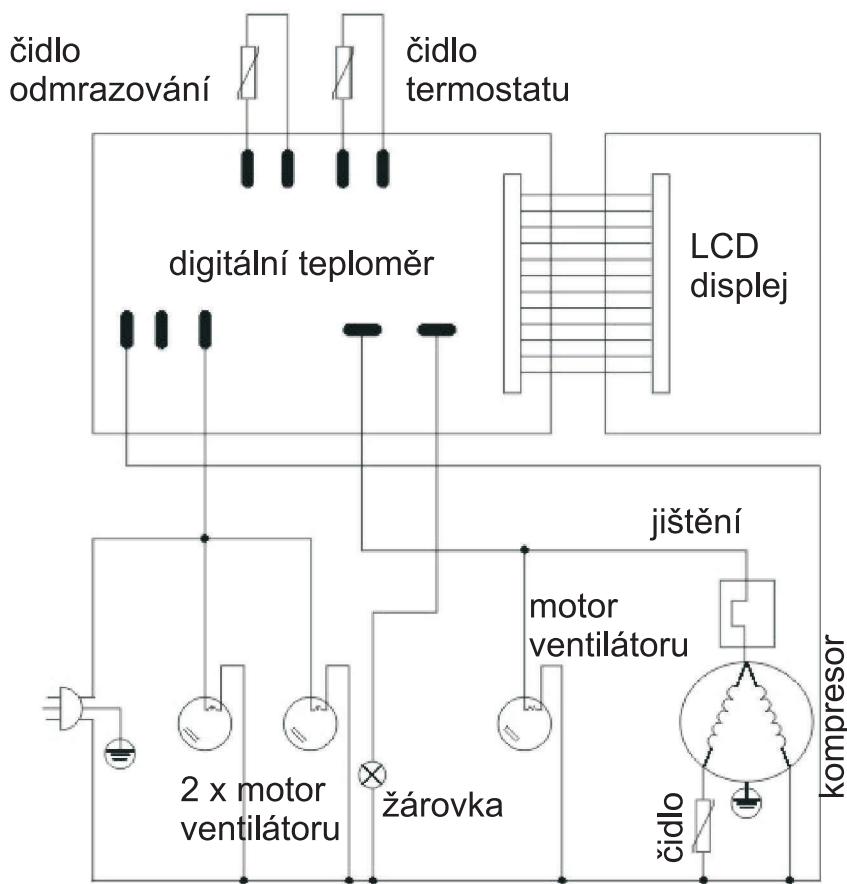 čidlo
odmrazování
čidlo
termostatu
digitální teploměr
LCD
displej
jištění
motor
ventilátoru
kompresor
2 x motor
ventilátoru
žárovka
čidlo